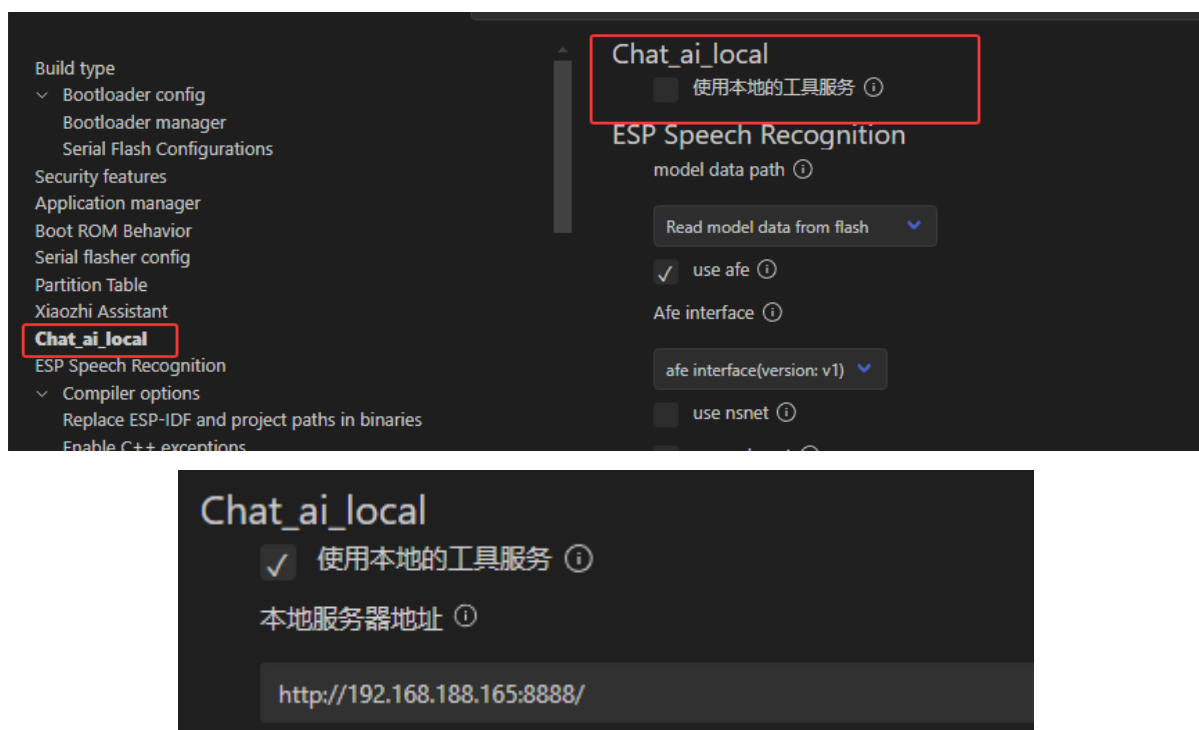 Build type
Bootloader config
Bootloader manager
Serial Flash Configurations
Security features
Application manager
Boot ROM Behavior
Serial flasher config
Partition Table
Xiaozhi Assistant
Chat_ai_local
ESP Speech Recognition
Compiler options
Replace ESP-IDF and project paths in binaries
Enable C++ exceptions
Chat_ai_local
使用本地的工具服务
ESP Speech Recognition
model data path
Read model data from flash
use afe
Afe interface
afe interface(version: v1)
use nsnet
Chat_ai_local
使用本地的工具服务
本地服务器地址
http://192.168.188.165:8888/